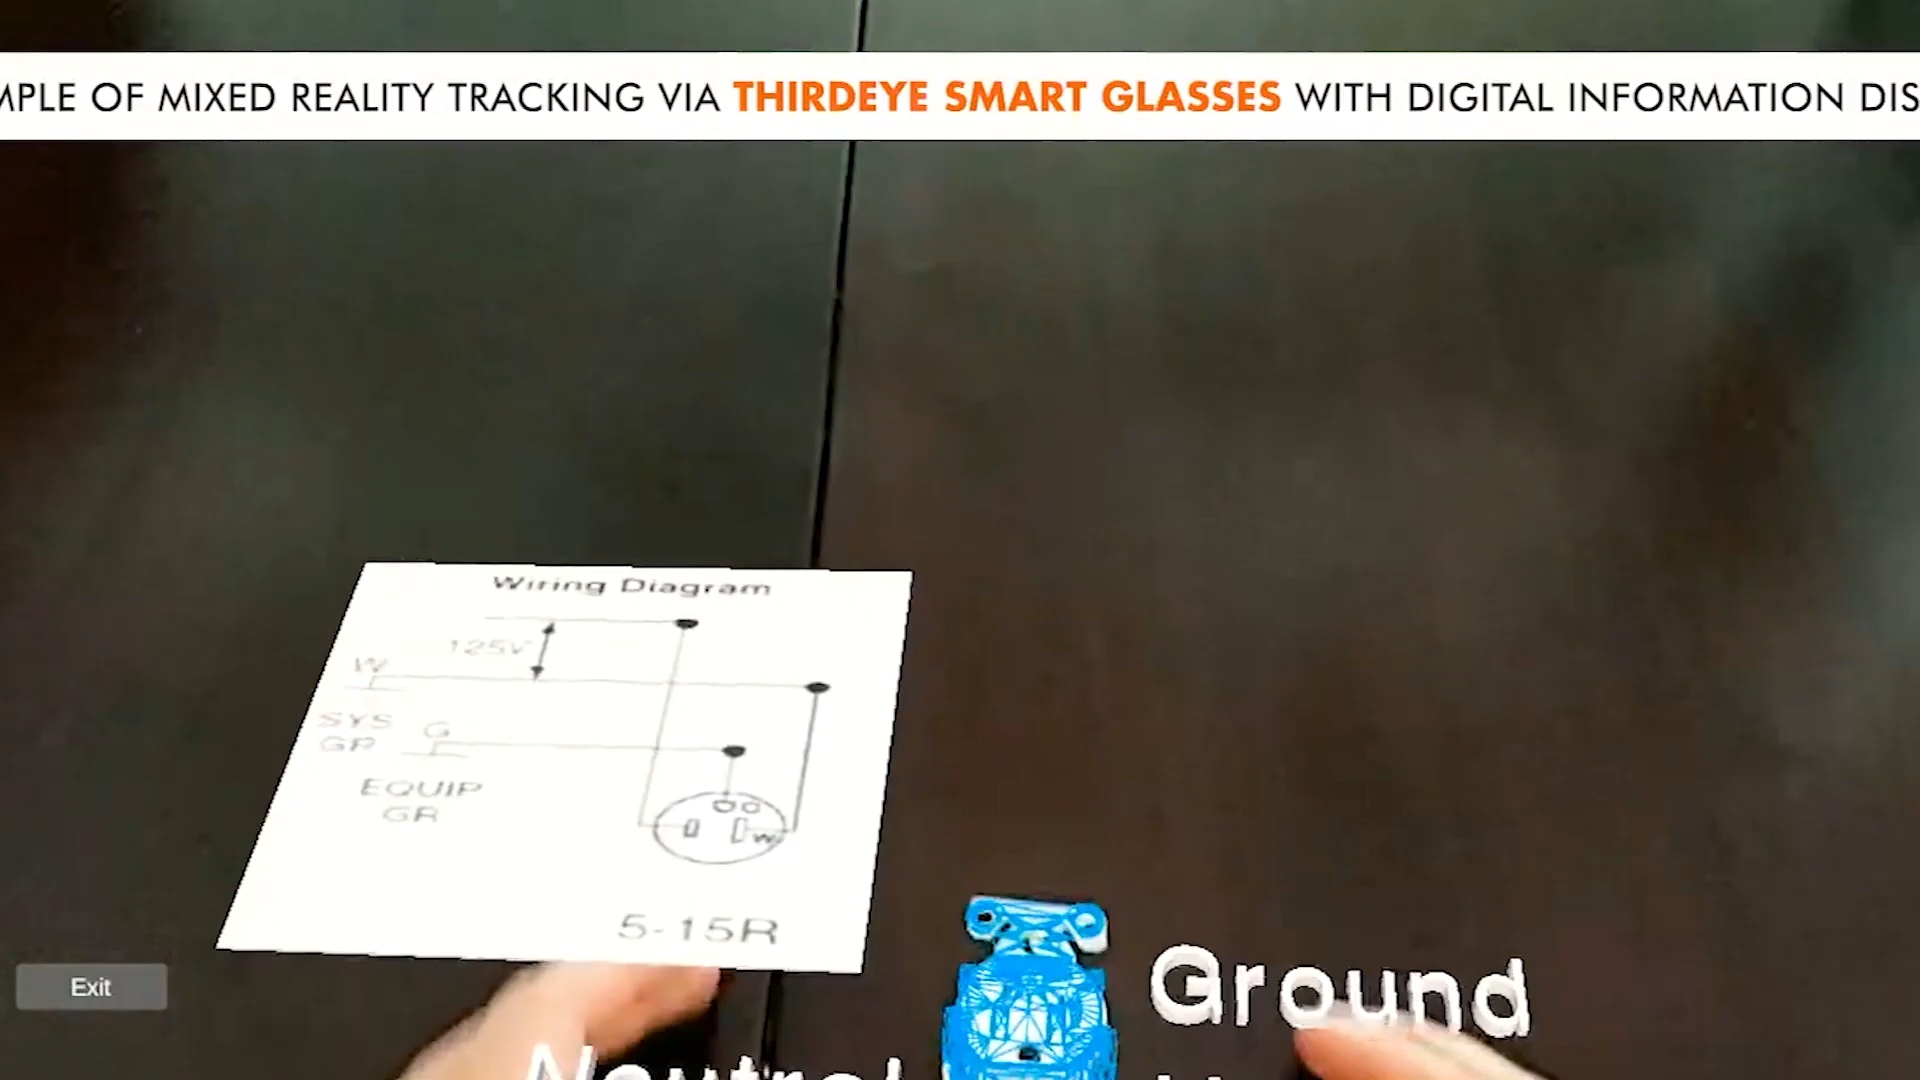 MPLE OF MIXED REALITY TRACKING VIA THIRDEYE SMART GLASSES WITH DIGITAL INFORMATION DIS
Wiring Diagram
125V
W
SYS
GR
G
EQUIP
GR
W
5-15R
Exit
Ground
Neutral